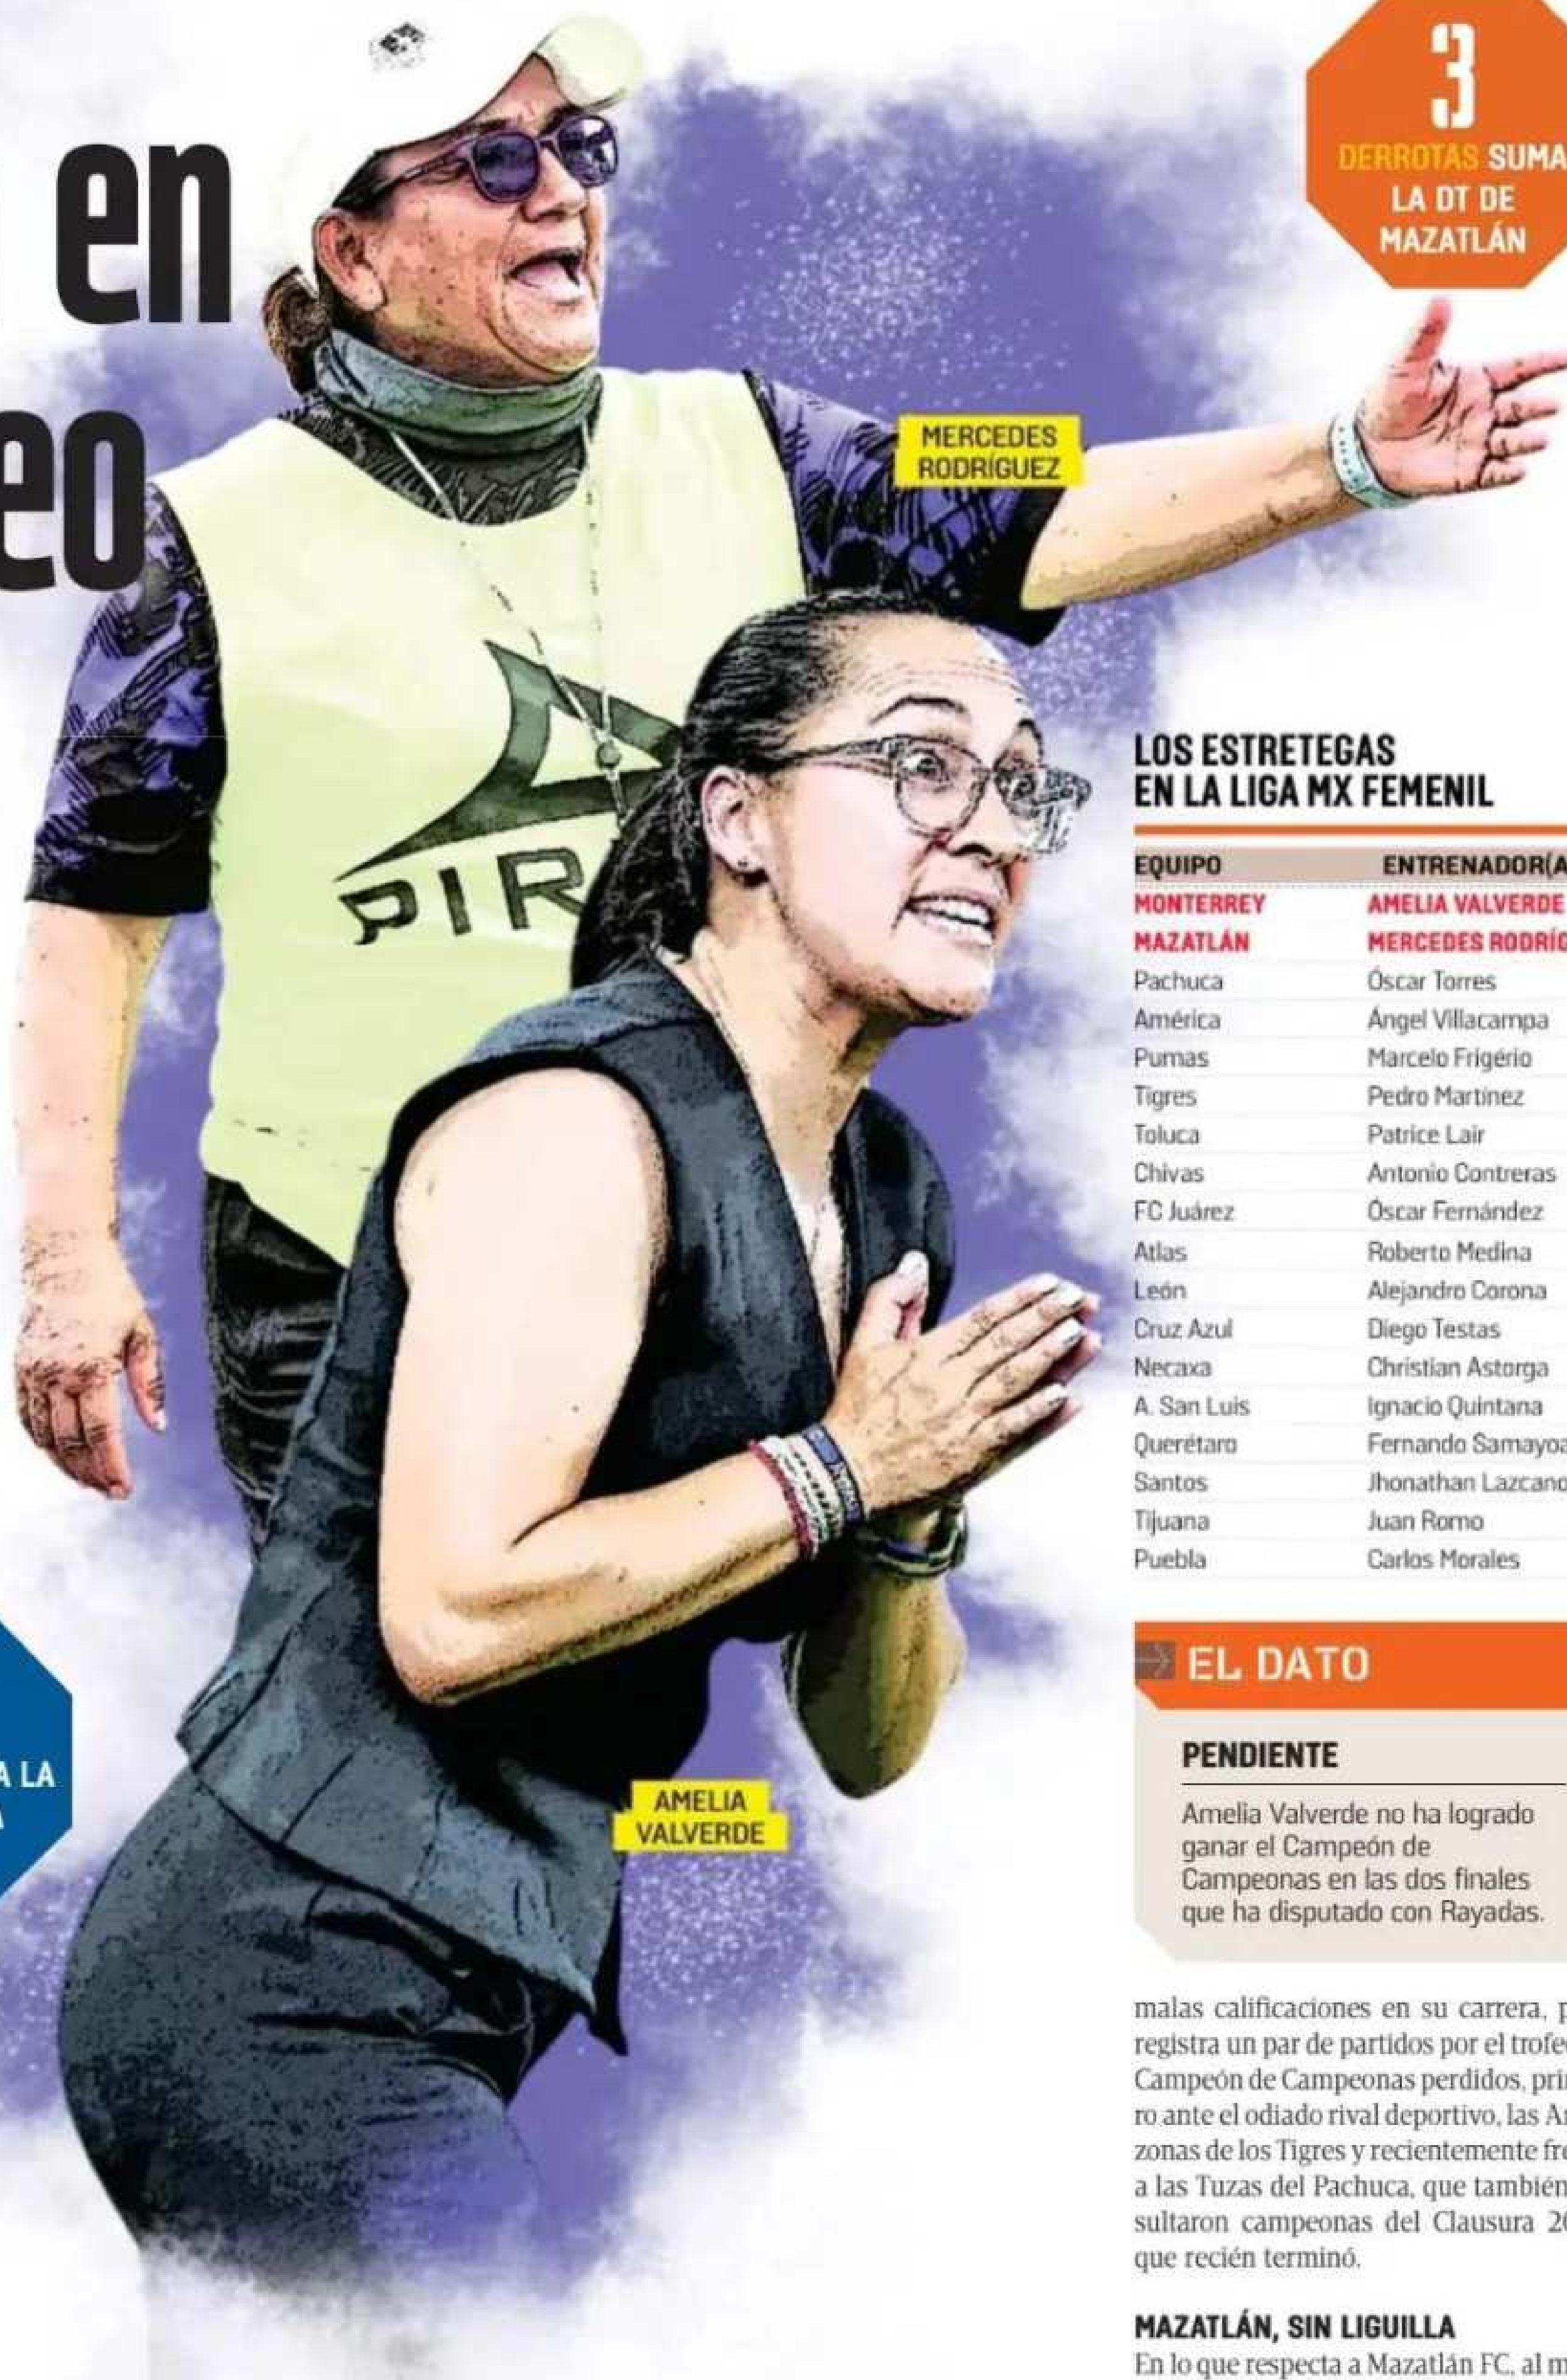 en
eo
3
DERROTAS SUMA
LA DT DE
MAZATLÁN
MERCEDES
RODRÍGUEZ
PIR
AMELIA
VALVERDE
A LA
LOS ESTRETEGAS
EN LA LIGA MX FEMENIL
EQUIPO ENTRENADOR(A
MONTERREY AMELIA VALVERDE
MAZATLÁN MERCEDES RODRÍG
Pachuca Óscar Torres
América Ángel Villacampa
Pumas Marcelo Frigério
Tigres Pedro Martínez
Toluca Patrice Lair
Chivas Antonio Contreras
FC Juárez Óscar Fernández
Atlas Roberto Medina
León Alejandro Corona
Cruz Azul Diego Testas
Necaxa Christian Astorga
A. San Luis Ignacio Quintana
Querétaro Fernando Samayoa
Santos Jhonathan Lazcano
Tijuana Juan Romo
Puebla Carlos Morales
EL DATO
PENDIENTE
Amelia Valverde no ha logrado
ganar el Campeón de
Campeonas en las dos finales
que ha disputado con Rayadas.
malas calificaciones en su carrera, p
registra un par de partidos por el trofe
Campeón de Campeonas perdidos, pri
ro ante el odiado rival deportivo, las A
zonas de los Tigres y recientemente fre
a las Tuzas del Pachuca, que también
sultaron campeonas del Clausura 20
que recién terminó.
MAZATLÁN, SIN LIGUILLA
En lo que respecta a Mazatlán FC, al m